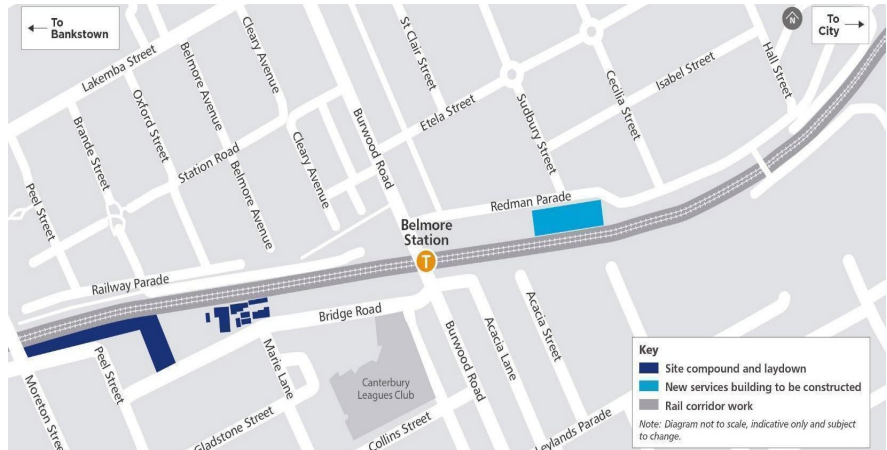 To
Bankstown
N
To
City
Lakemba Street
Cleary Avenue
Belmore Avenue
Oxford Street
Brande Street
Peel Street
Station Road
Belmore Avenue
Cleary Avenue
Burwood Road
St Clair Street
Etela Street
Sudbury Street
Cecilia Street
Isabel Street
Hall Street
Redman Parade
Belmore
Station
T
Railway Parade
Bridge Road
Peel Street
Moreton Street
Marie Lane
Gladstone Street
Canterbury
Leagues Club
Collins Street
Burwood Road
Acacia Lane
Acacia Street
Leylands Parade
Key
Site compound and laydown
New services building to be constructed
Rail corridor work
Note: Diagram not to scale, indicative only and subject
to change.